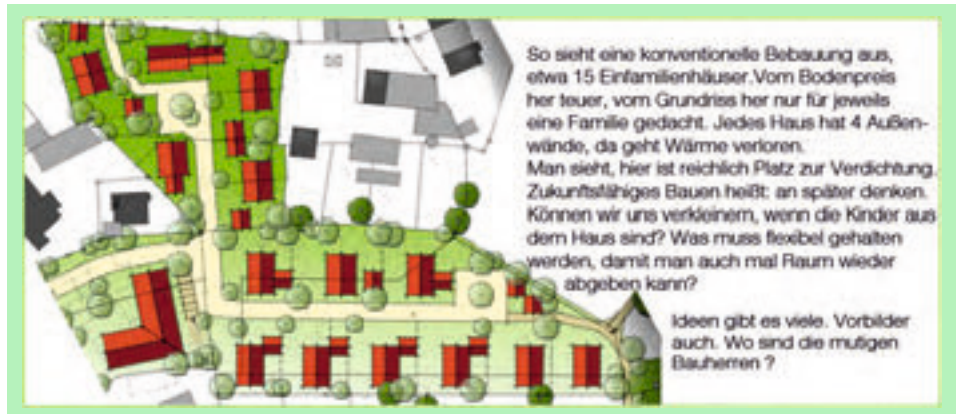 So sieht eine konventionelle Bebauung aus,
etwa 15 Einfamilienhäuser.Vom Bodenpreis
her teuer, vom Grundriss her nur für jeweils
eine Familie gedacht. Jedes Haus hat 4 Außen-
wände, da geht Wärme verloren.
Man sieht, hier ist reichlich Platz zur Verdichtung.
Zukunftsfähiges Bauen heißt: an später denken.
Können wir uns verkleinern, wenn die Kinder aus
dem Haus sind? Was muss flexibel gehalten
werden, damit man auch mal Raum wieder
abgeben kann?
Ideen gibt es viele. Vorbilder
auch. Wo sind die mutigen
Bauherren ?